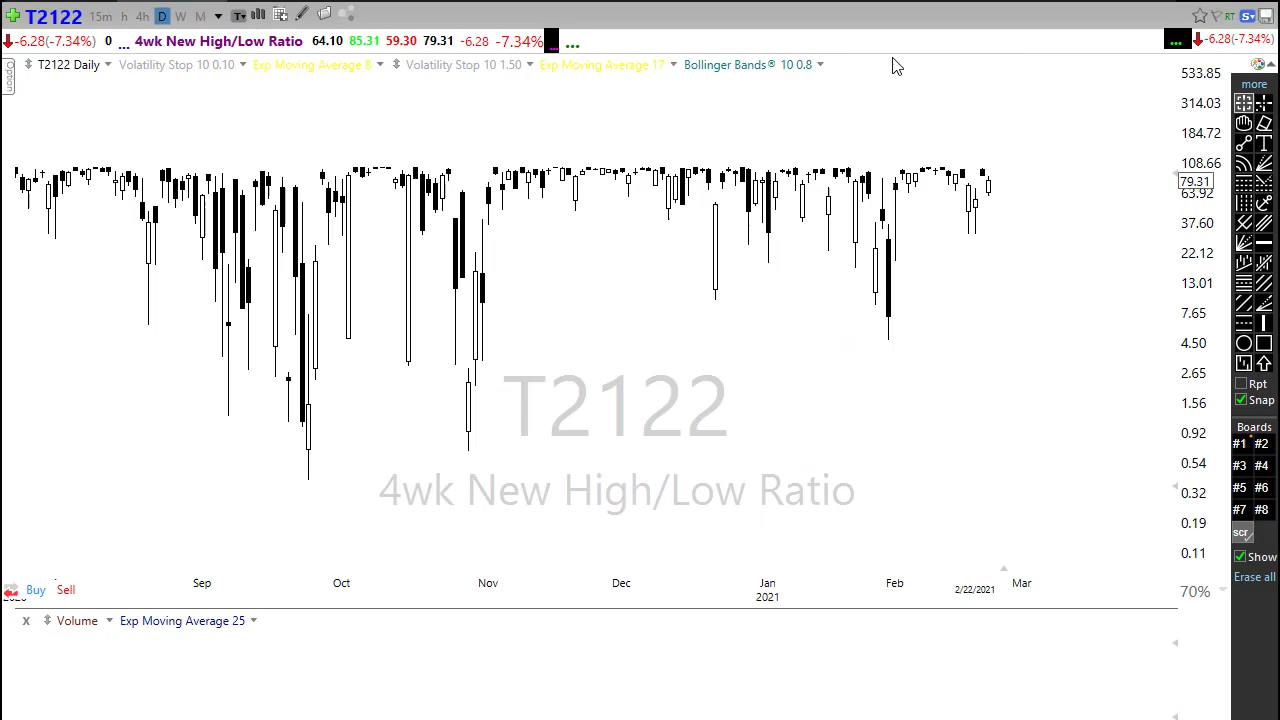 T2122 15m h 4h D W M T RT S
-6.28(-7.34%) 0 ... 4wk New High/Low Ratio 64.10 85.31 59.30 79.31 -6.28 -7.34% ... ... ... -6.28(-7.34%)
Option T2122 Daily Volatility Stop 10 0.10 Exp Moving Average 8 Volatility Stop 10 1.50 Exp Moving Average 17 Bollinger Bands® 10 0.8
533.85
more
314.03
184.72
108.66
79.31
63.92
37.60
22.12
13.01
7.65
4.50
2.65
Rpt
Snap
1.56
T2122
Boards
0.92
#1 #2
0.54
#3 #4
4wk New High/Low Ratio
#5 #6
0.32
#7 #8
0.19
scr
0.11
Show
Erase all
Sep Oct Nov Dec Jan Feb Mar
Buy Sell 2/22/2021 70%
2021
X Volume Exp Moving Average 25